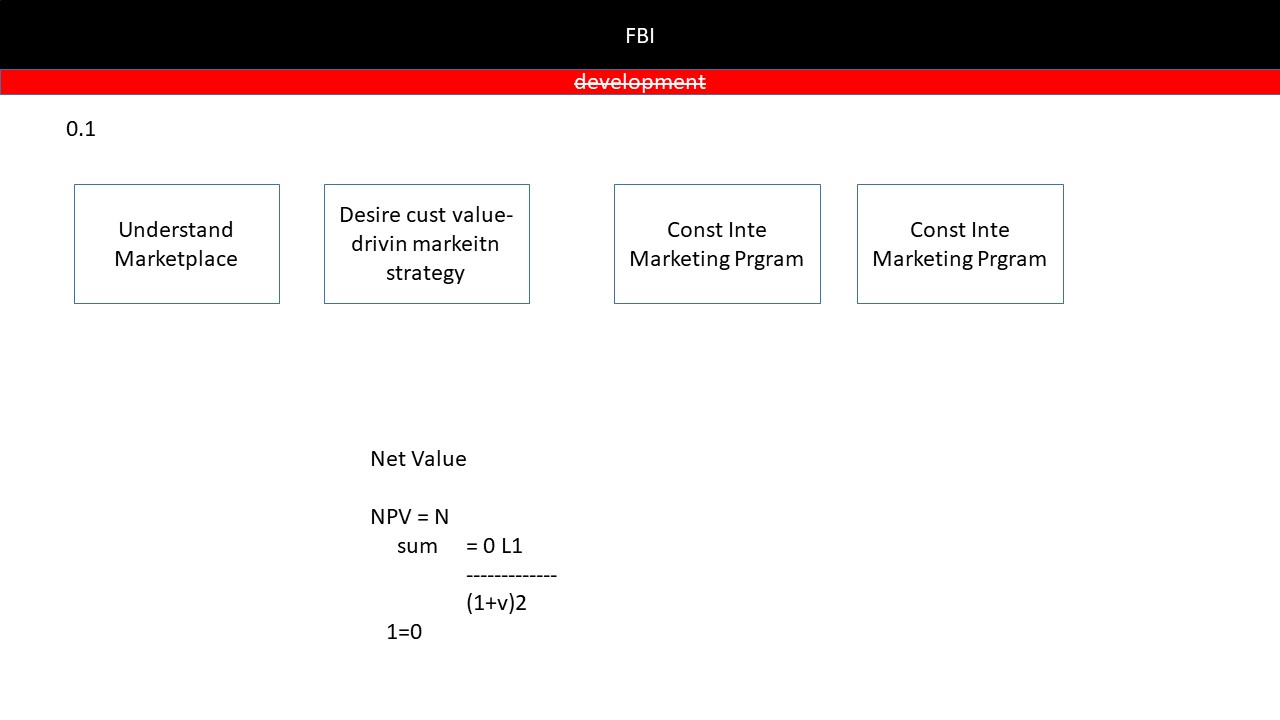 FBI
development
0.1
Understand
Marketplace
Desire cust value-
drivin markeitn
strategy
Const Inte
Marketing Prgram
Const Inte
Marketing Prgram
Net Value
NPV = N
sum = 0 L1
-------------
(1+v)2
1=0